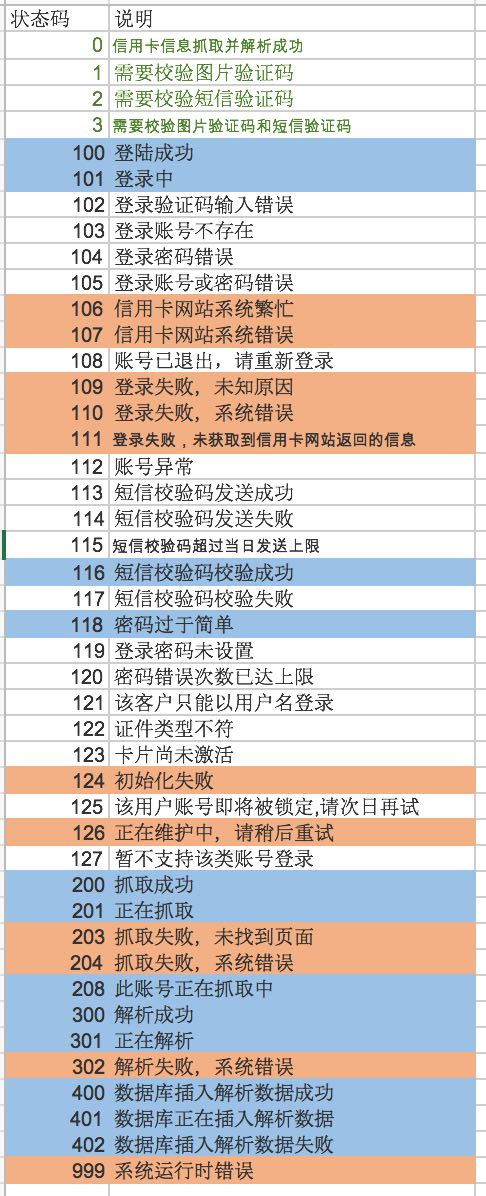 状态码 说明
0 信用卡信息抓取并解析成功
1 需要校验图片验证码
2 需要校验短信验证码
3 需要校验图片验证码和短信验证码
100 登陆成功
101 登录中
102 登录验证码输入错误
103 登录账号不存在
104 登录密码错误
105 登录账号或密码错误
106 信用卡网站系统繁忙
107 信用卡网站系统错误
108 账号已退出，请重新登录
109 登录失败，未知原因
110 登录失败，系统错误
111 登录失败，未获取到信用卡网站返回的信息
112 账号异常
113 短信校验码发送成功
114 短信校验码发送失败
115 短信校验码超过当日发送上限
116 短信校验码校验成功
117 短信校验码校验失败
118 密码过于简单
119 登录密码未设置
120 密码错误次数已达上限
121 该客户只能以用户名登录
122 证件类型不符
123 卡片尚未激活
124 初始化失败
125 该用户账号即将被锁定,请次日再试
126 正在维护中，请稍后重试
127 暂不支持该类账号登录
200 抓取成功
201 正在抓取
203 抓取失败，未找到页面
204 抓取失败，系统错误
208 此账号正在抓取中
300 解析成功
301 正在解析
302 解析失败，系统错误
400 数据库插入解析数据成功
401 数据库正在插入解析数据
402 数据库插入解析数据失败
999 系统运行时错误